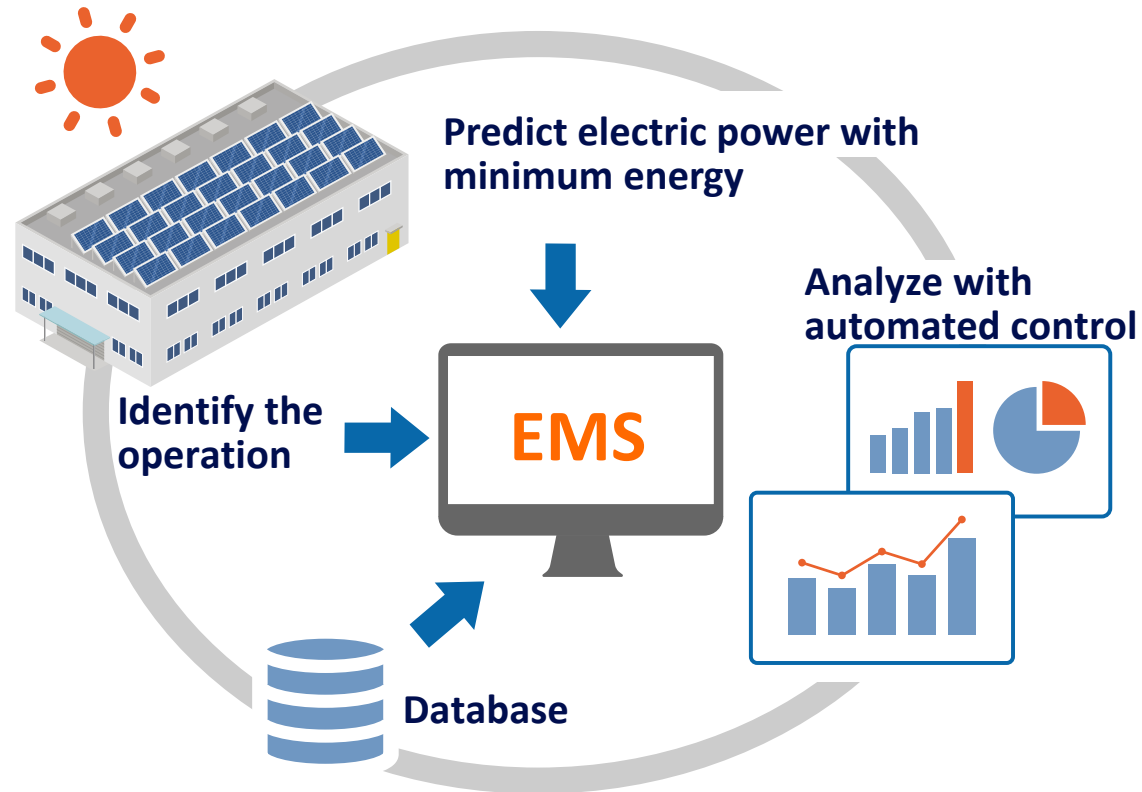 Predict electric power with
minimum energy
Analyze with
automated control
Identify the
operation
EMS
Database